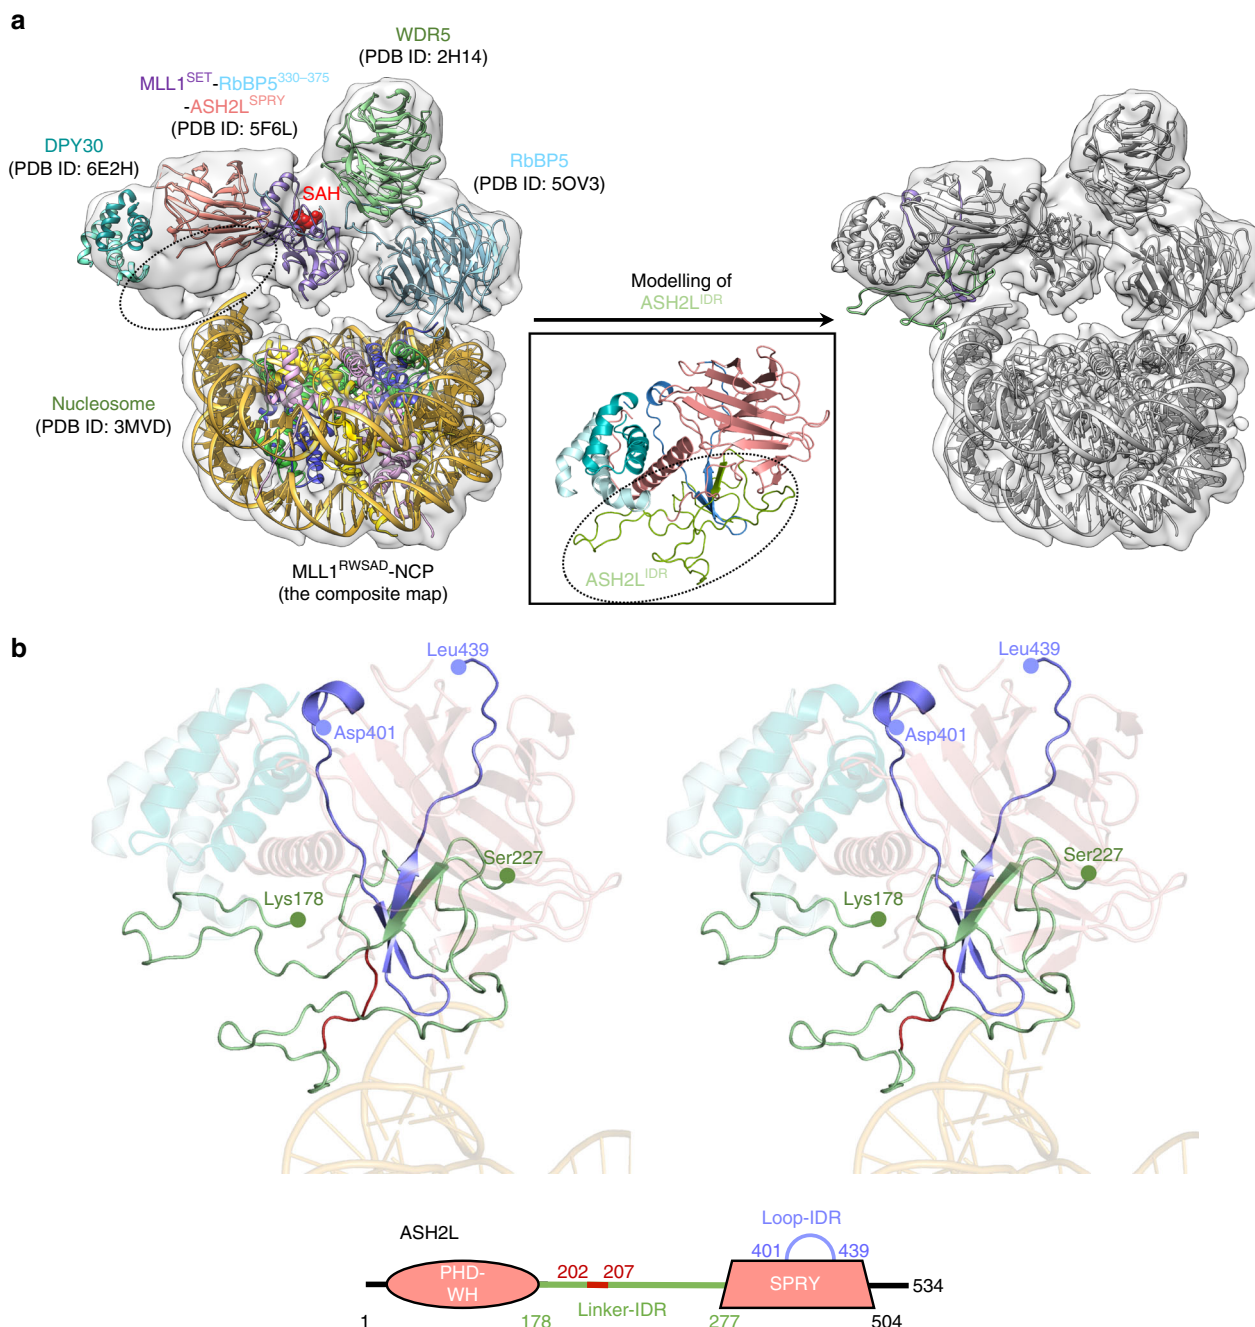 a
WDR5
(PDB ID: 2H14)
MLL1SET-RbBP5330–375
-ASH2LSPRY
(PDB ID: 5F6L)
DPY30
(PDB ID: 6E2H)
RbBP5
(PDB ID: 5OV3)
SAH
Modelling of
ASH2LIDR
Nucleosome
(PDB ID: 3MVD)
ASH2LIDR
MLL1RWSAD-NCP
(the composite map)
b
Leu439
Asp401
Ser227
Lys178
Leu439
Asp401
Ser227
Lys178
Loop-IDR
ASH2L
401 439
PHD-
WH
202 207
SPRY
534
Linker-IDR
1 178 277 504